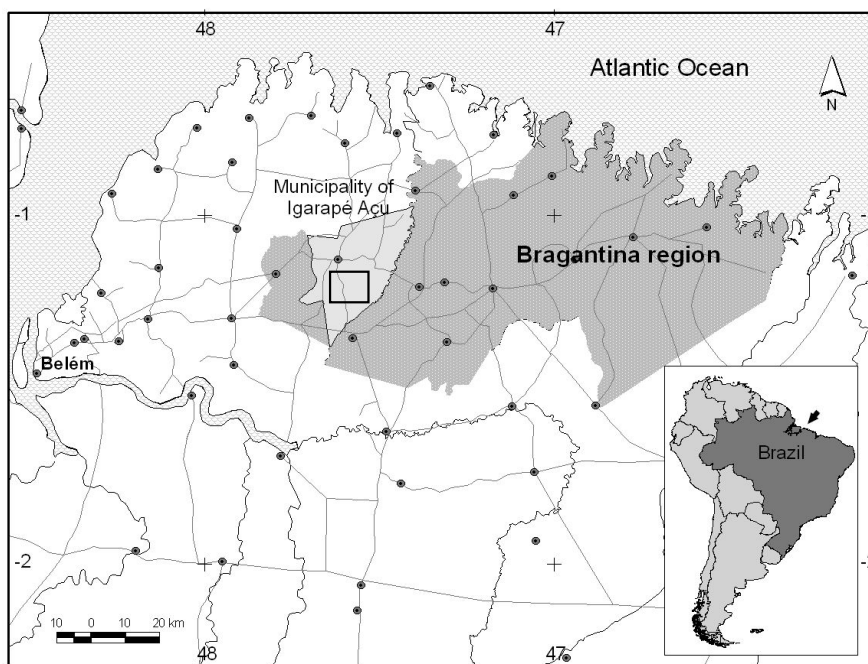 48
47
Atlantic Ocean
N
Municipality of
Igarapé Açu
-1
Bragantina region
Belém
Brazil
-2
10 0 10 20 km
48
47